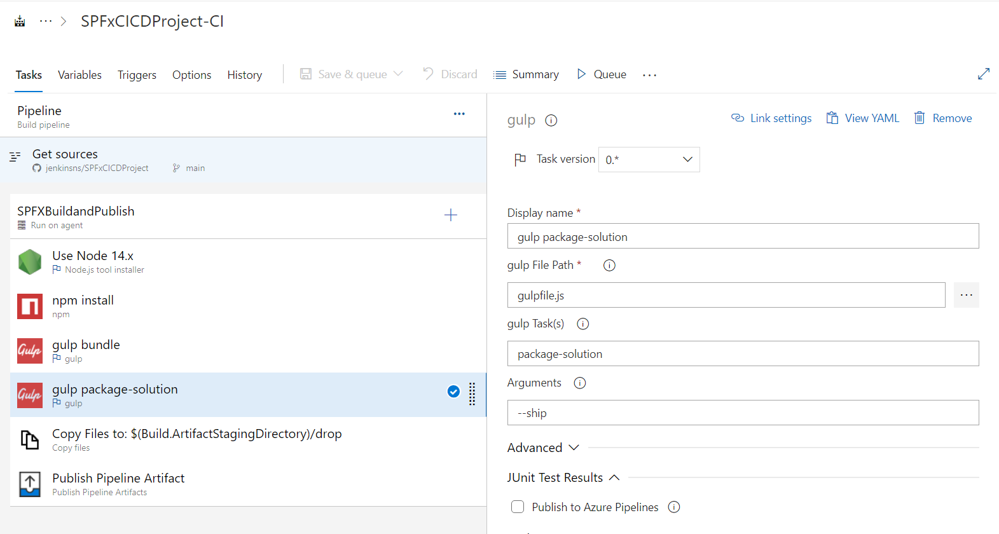 ··· > SPFxCICDProject-CI
Tasks Variables Triggers Options History Save & queue Discard Summary Queue ···
Pipeline ···
Build pipeline
Get sources
jenkinsns/SPFxCICDProject main
SPFXBuildandPublish
Run on agent
Use Node 14.x
Node.js tool installer
npm install
npm
gulp bundle
Gulp
gulp
gulp package-solution
Gulp
gulp
Copy Files to: $(Build.ArtifactStagingDirectory)/drop
Copy files
Publish Pipeline Artifact
Publish Pipeline Artifacts
gulp Link settings View YAML Remove
Task version 0.*
Display name *
gulp package-solution
gulp File Path *
gulpfile.js ···
gulp Task(s)
package-solution
Arguments
--ship
Advanced
JUnit Test Results
Publish to Azure Pipelines